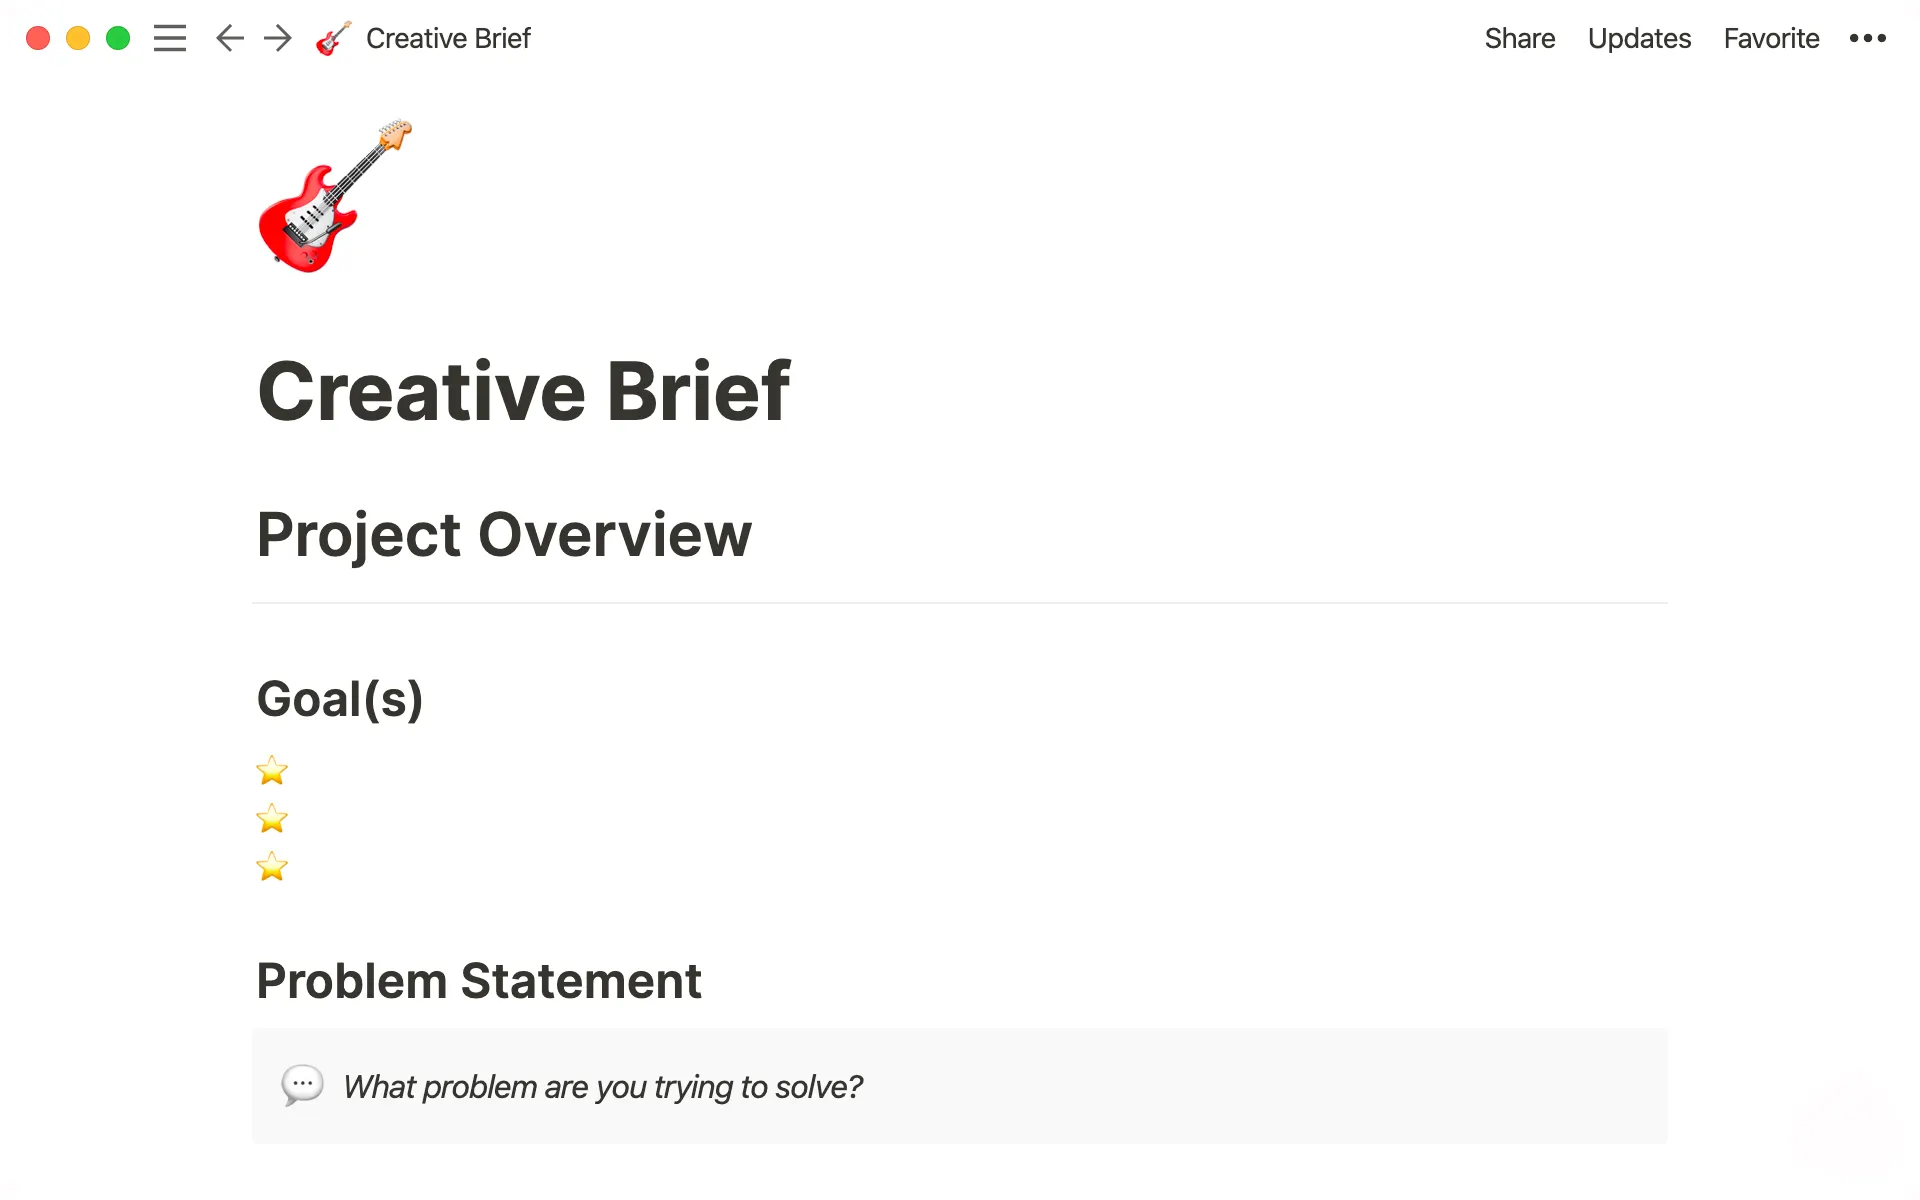 Creative Brief
Share Updates Favorite
Creative Brief
Project Overview
Goal(s)
Problem Statement
What problem are you trying to solve?